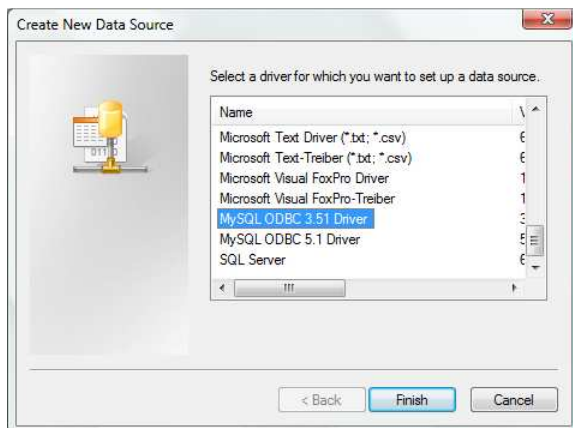 Create New Data Source
Select a driver for which you want to set up a data source.
Name
Microsoft Text Driver (*.txt; *.csv)
Microsoft Text-Treiber (*.txt; *.csv)
Microsoft Visual FoxPro Driver
Microsoft Visual FoxPro-Treiber
MySQL ODBC 3.51 Driver
MySQL ODBC 5.1 Driver
SQL Server
< Back Finish Cancel